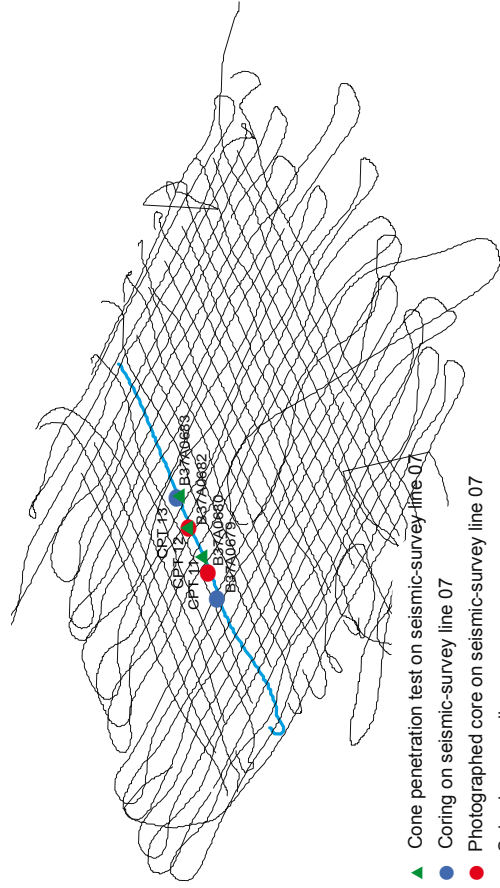 CPT 13
CPT 12
CPT 11
B37A0683
B37A0682
B37A0680
B37A0679
Cone penetration test on seismic-survey line 07
Coring on seismic-survey line 07
Photographed core on seismic-survey line 07